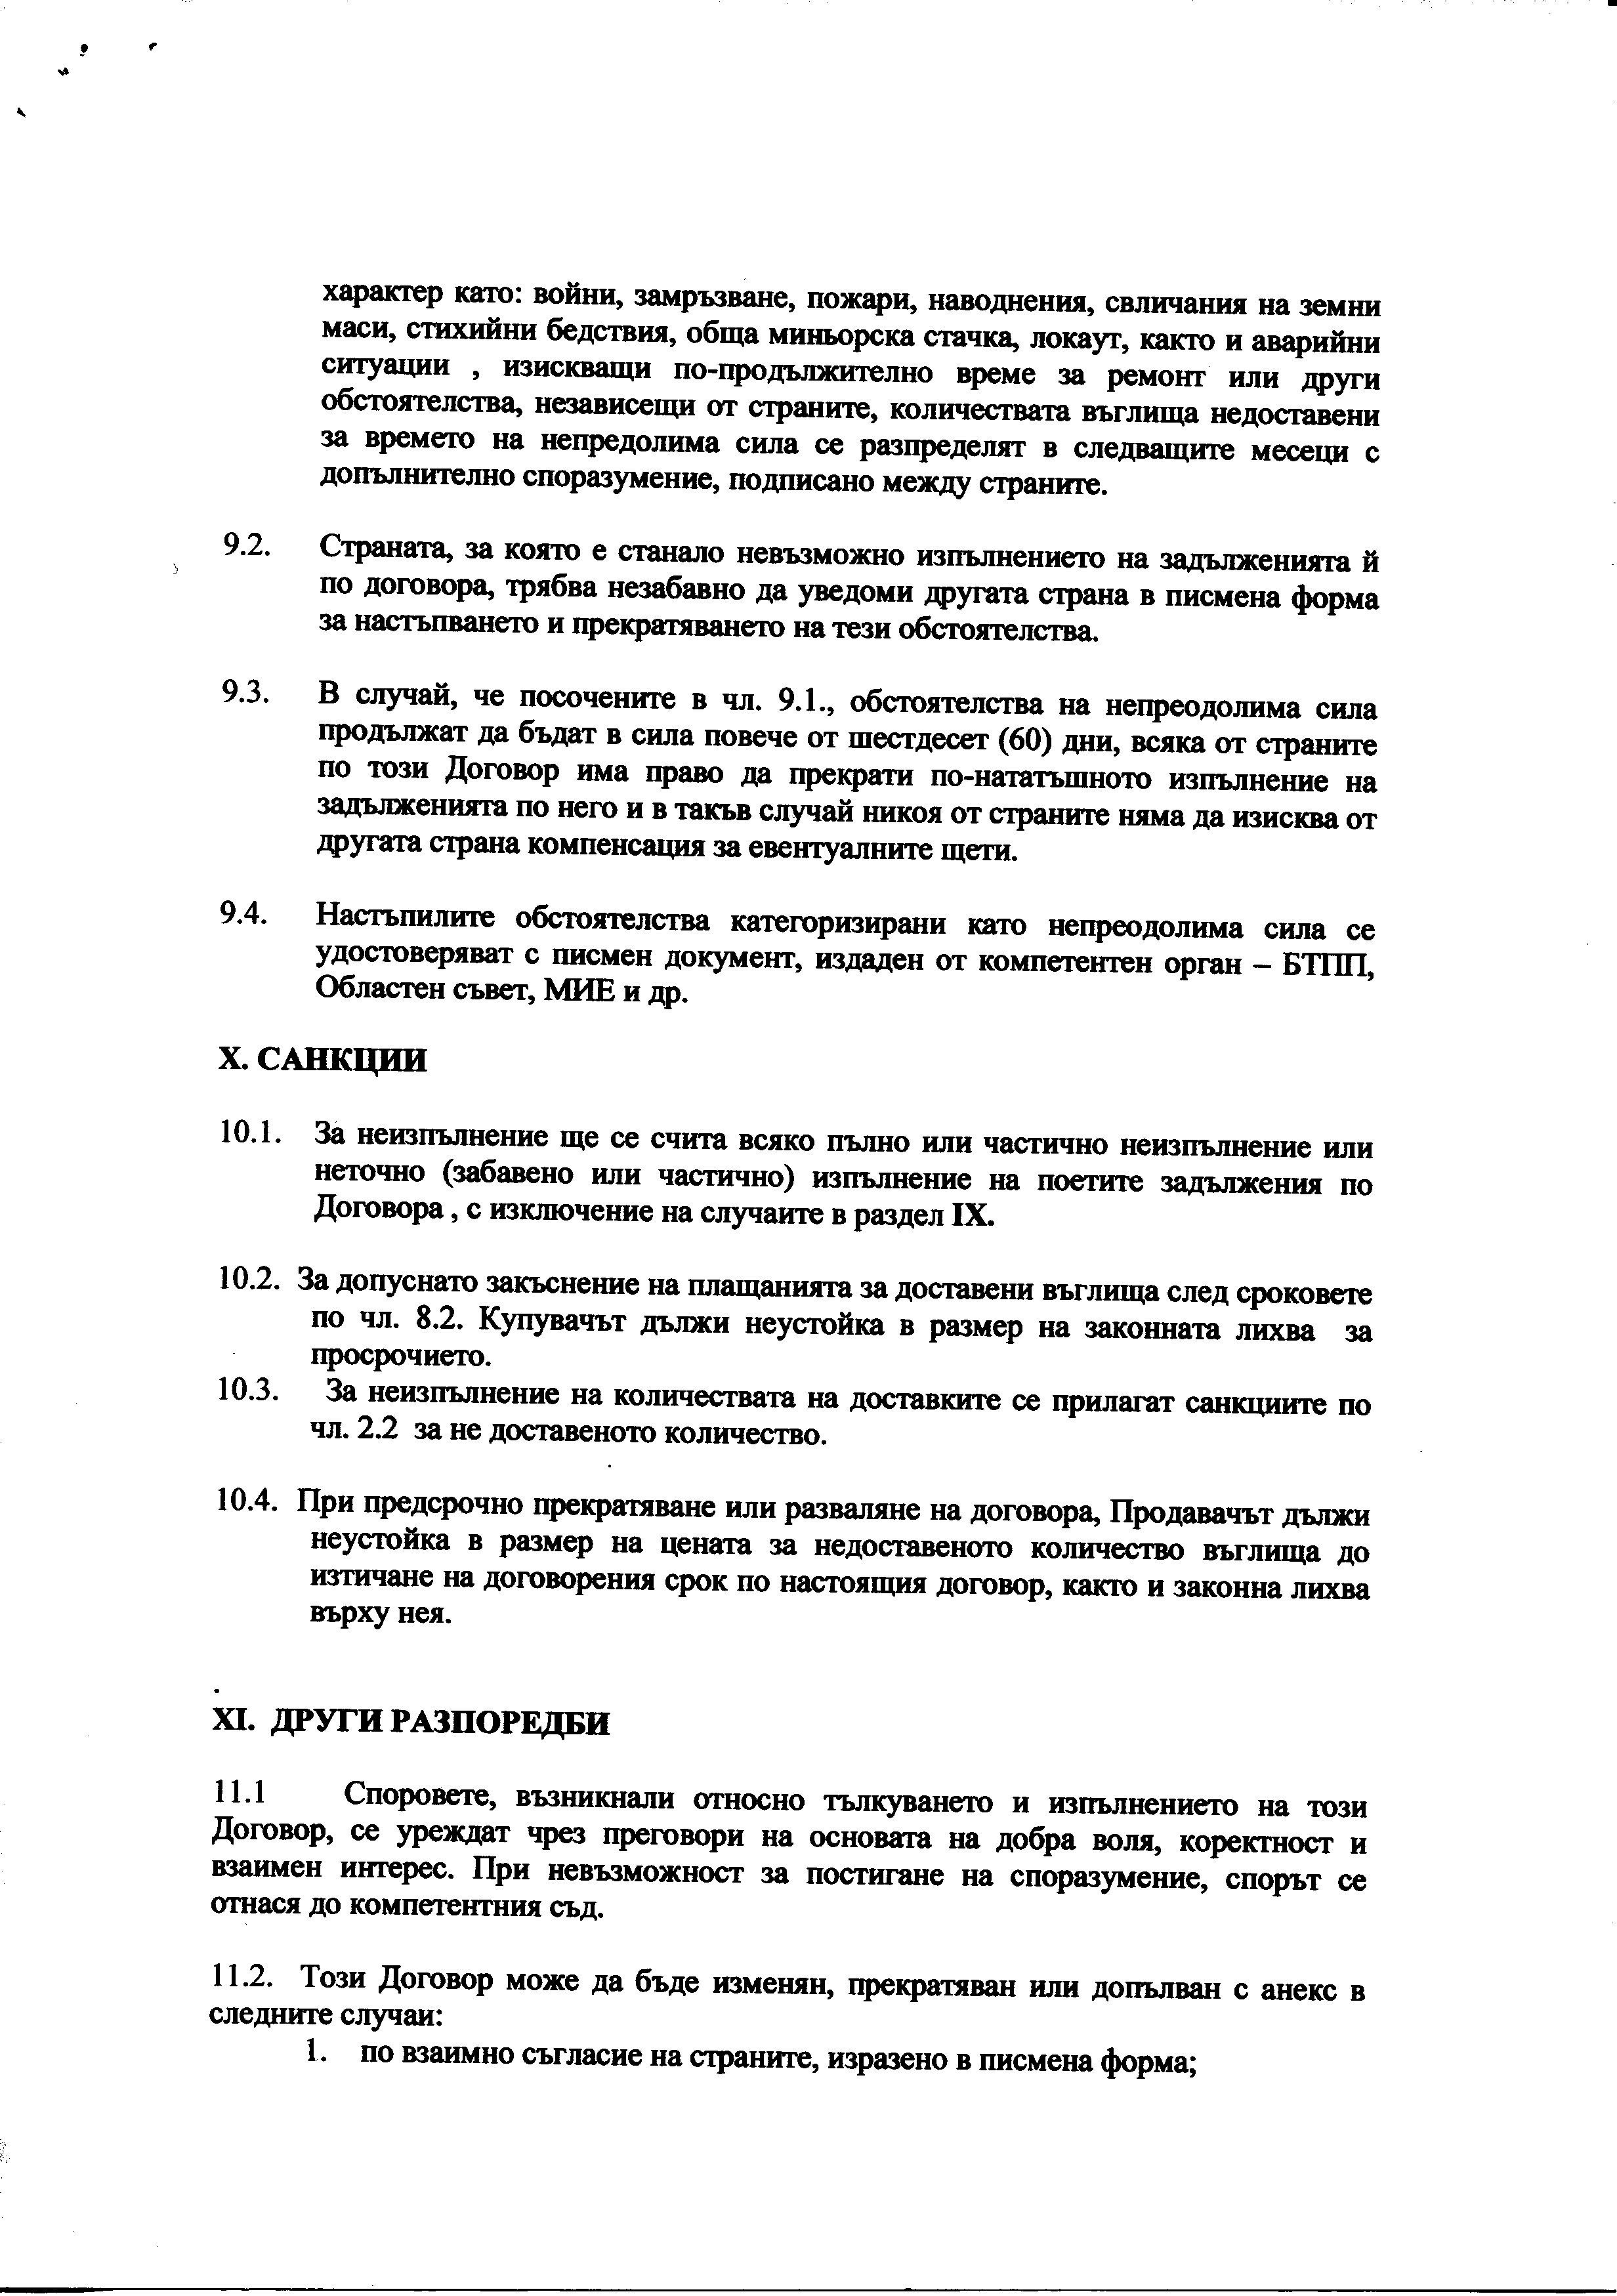 характер като: войни, замръзване, пожари, наводнения, свличания на земни
маси, стихийни бедствия, обща миньорска стачка, локаут, както и аварийни
ситуации , изискващи по-продължително време за ремонт или други
обстоятелства, независещи от страните, количествата въглища недоставени
за времето на непредолима сила се разпределят в следващите месеци с
допълнително споразумение, подписано между страните.
9.2. Страната, за която е станало невъзможно изпълнението на задълженията й
по договора, трябва незабавно да уведоми другата страна в писмена форма
за настъпването и прекратяването на тези обстоятелства.
9.3. В случай, че посочените в чл. 9.1., обстоятелства на непреодолима сила
продължат да бъдат в сила повече от шестдесет (60) дни, всяка от страните
по този Договор има право да прекрати по-нататъшното изпълнение на
задълженията по него и в такъв случай никоя от страните няма да изисква от
другата страна компенсация за евентуалните щети.
9.4. Настъпилите обстоятелства категоризирани като непреодолима сила се
удостоверяват с писмен документ, издаден от компетентен орган – БТПП,
Областен съвет, МИЕ и др.
X. САНКЦИИ
10.1. За неизпълнение ще се счита всяко пълно или частично неизпълнение или
неточно (забавено или частично) изпълнение на поетите задължения по
Договора , с изключение на случаите в раздел IX.
10.2. За допуснато закъснение на плащанията за доставени въглища след сроковете
по чл. 8.2. Купувачът дължи неустойка в размер на законната лихва за
просрочието.
10.3. За неизпълнение на количествата на доставките се прилагат санкциите по
чл. 2.2 за не доставеното количество.
10.4. При предсрочно прекратяване или разваляне на договора, Продавачът дължи
неустойка в размер на цената за недоставеното количество въглища до
изтичане на договорения срок по настоящия договор, както и законна лихва
върху нея.
XI. ДРУГИ РАЗПОРЕДБИ
11.1 Споровете, възникнали относно тълкуването и изпълнението на този
Договор, се уреждат чрез преговори на основата на добра воля, коректност и
взаимен интерес. При невъзможност за постигане на споразумение, спорът се
отнася до компетентния съд.
11.2. Този Договор може да бъде изменян, прекратяван или допълван с анекс в
следните случаи:
1. по взаимно съгласие на страните, изразено в писмена форма;